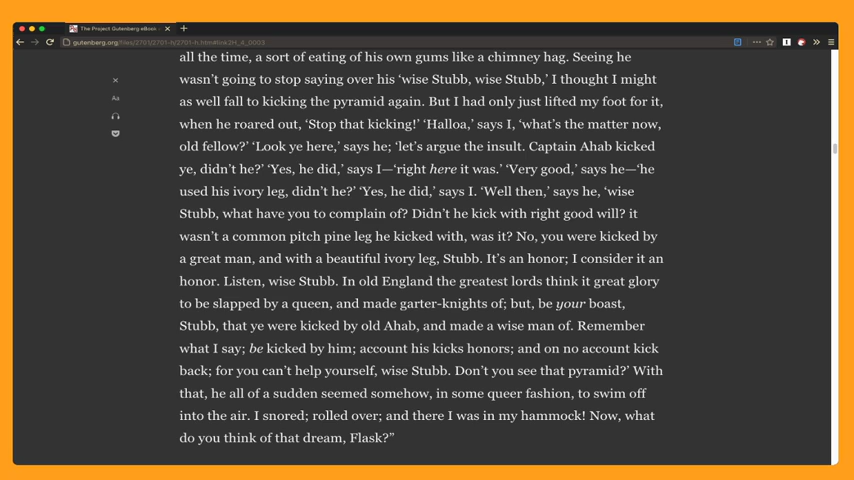 The Project Gutenberg eBook
gutenberg.org/files/2701/2701-h/2701-h.htm#link2H_4_0003
Aa
all the time, a sort of eating of his own gums like a chimney hag. Seeing he
wasn’t going to stop saying over his ‘wise Stubb, wise Stubb,’ I thought I might
as well fall to kicking the pyramid again. But I had only just lifted my foot for it,
when he roared out, ‘Stop that kicking!’ ‘Halloa,’ says I, ‘what’s the matter now,
old fellow?’ ‘Look ye here,’ says he; ‘let’s argue the insult. Captain Ahab kicked
ye, didn’t he?’ ‘Yes, he did,’ says I—‘right here it was.’ ‘Very good,’ says he—‘he
used his ivory leg, didn’t he?’ ‘Yes, he did,’ says I. ‘Well then,’ says he, ‘wise
Stubb, what have you to complain of? Didn’t he kick with right good will? it
wasn’t a common pitch pine leg he kicked with, was it? No, you were kicked by
a great man, and with a beautiful ivory leg, Stubb. It’s an honor; I consider it an
honor. Listen, wise Stubb. In old England the greatest lords think it great glory
to be slapped by a queen, and made garter-knights of; but, be your boast,
Stubb, that ye were kicked by old Ahab, and made a wise man of. Remember
what I say; be kicked by him; account his kicks honors; and on no account kick
back; for you can’t help yourself, wise Stubb. Don’t you see that pyramid?’ With
that, he all of a sudden seemed somehow, in some queer fashion, to swim off
into the air. I snored; rolled over; and there I was in my hammock! Now, what
do you think of that dream, Flask?”